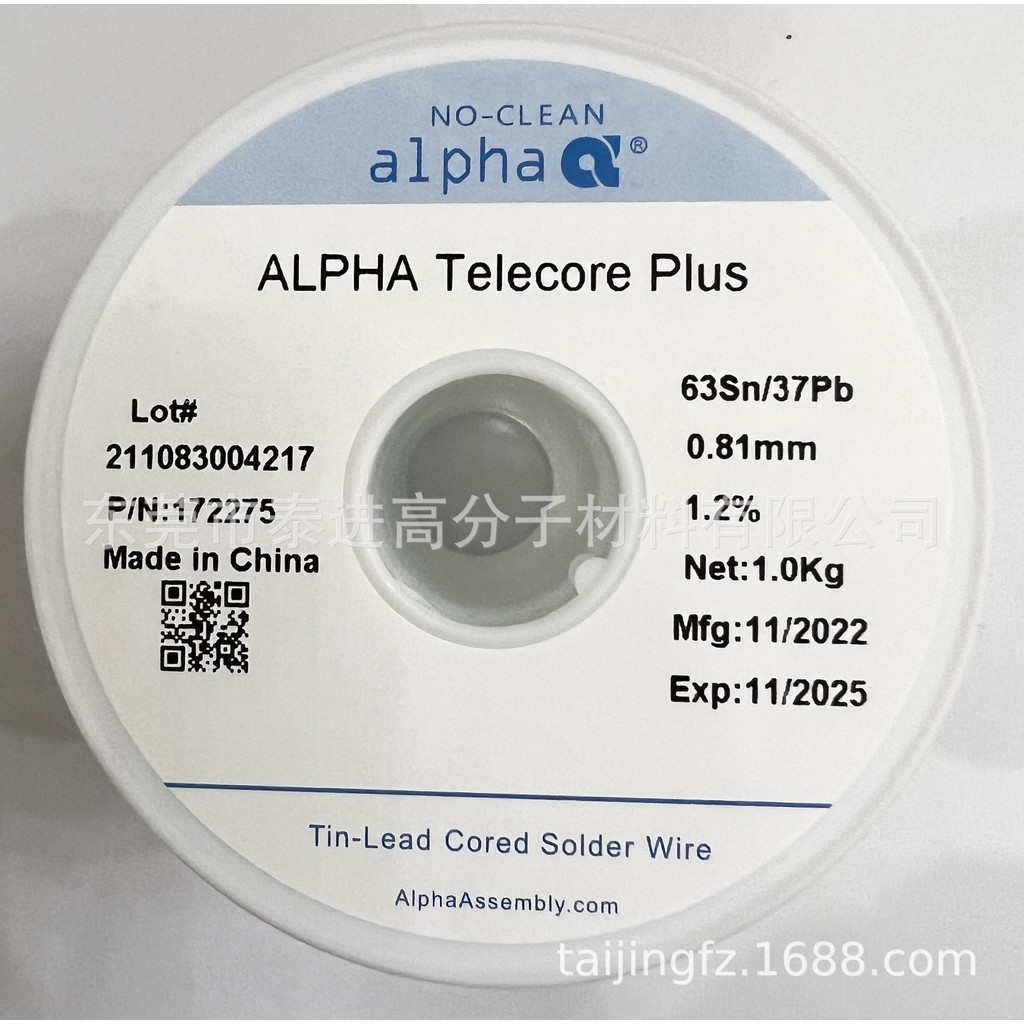 NO-CLEAN
alpha ®
ALPHA Telecore Plus
Lot#
211083004217
P/N:172275
Made in China
63Sn/37Pb
0.81mm
1.2%
Net:1.0Kg
Mfg:11/2022
Exp:11/2025
东莞市泰进高分子材料有限公司
Tin-Lead Cored Solder Wire
AlphaAssembly.com
taijingfz.1688.com